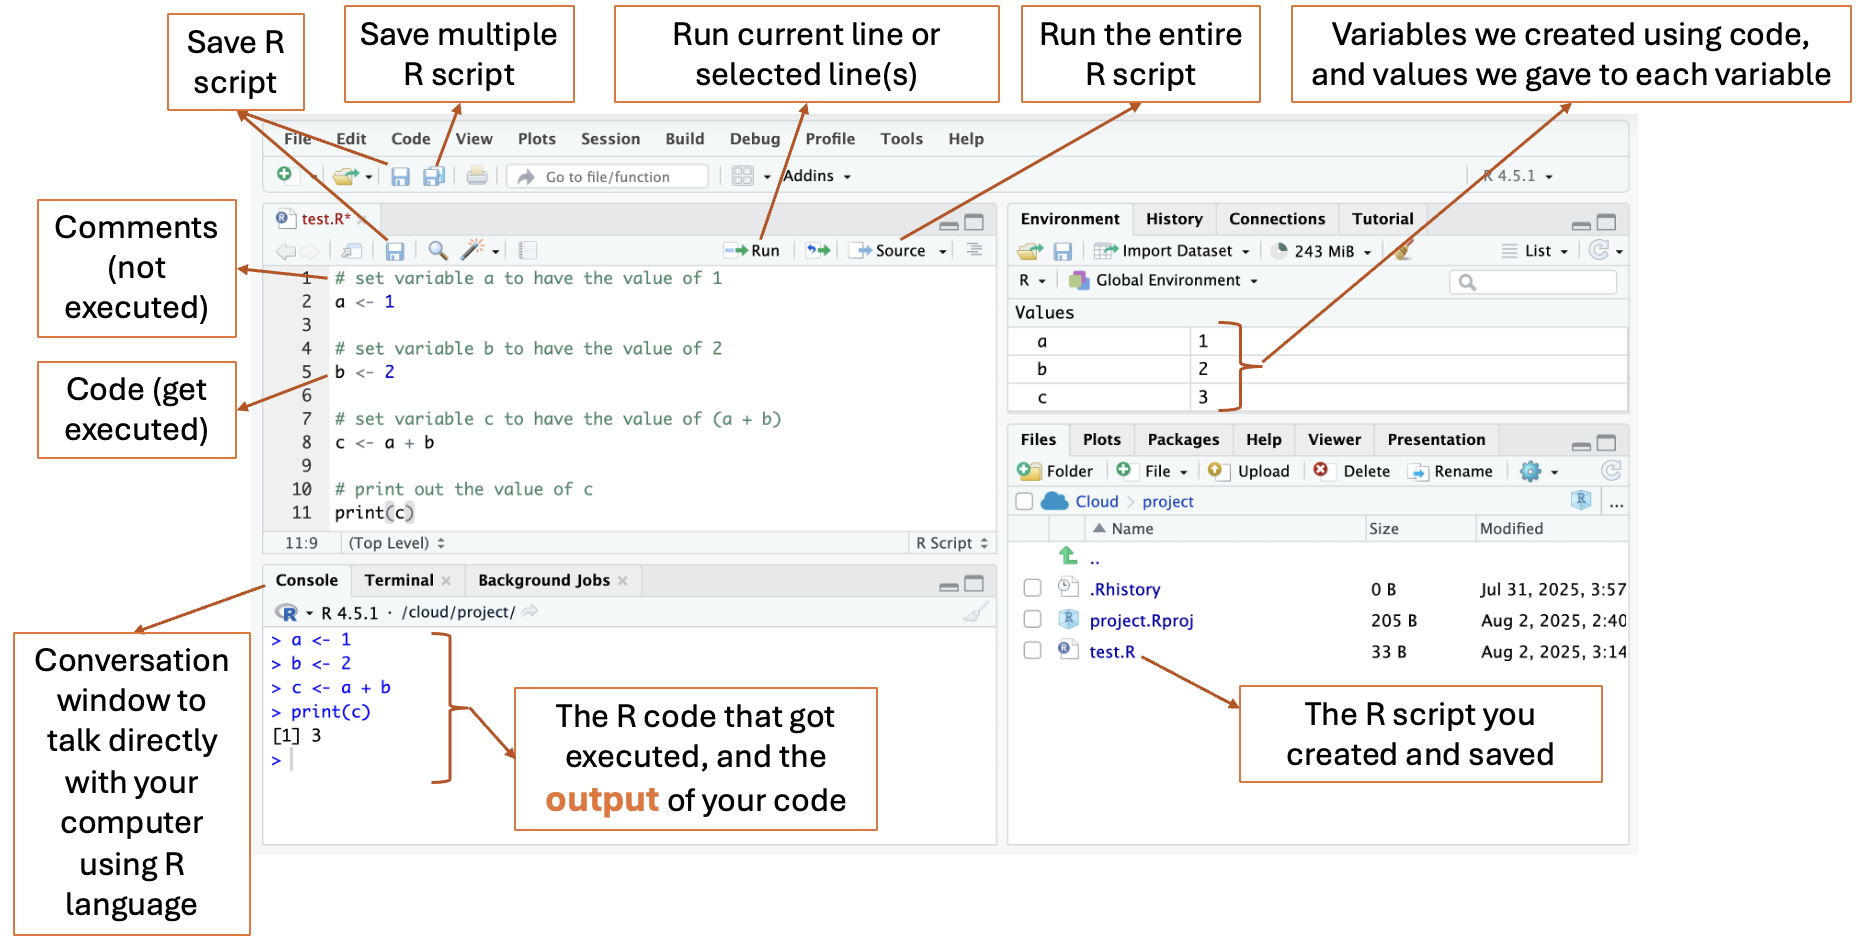 Save R
script
Save multiple
R script
Run current line or
selected line(s)
Run the entire
R script
Variables we created using code,
and values we gave to each variable
File Edit Code View Plots Session Build Debug Profile Tools Help
Go to file/function Addins R 4.5.1
Comments
(not
executed)
Code (get
executed)
test.R*
Run Source
1 # set variable a to have the value of 1
2 a <- 1
3
4 # set variable b to have the value of 2
5 b <- 2
6
7 # set variable c to have the value of (a + b)
8 c <- a + b
9
10 # print out the value of c
11 print(c)
11:9 (Top Level) R Script
Environment History Connections Tutorial
Import Dataset 243 MiB List
R Global Environment
Values
a 1
b 2
c 3
Files Plots Packages Help Viewer Presentation
Folder File Upload Delete Rename
Cloud project ...
Name Size Modified
..
.Rhistory 0 B Jul 31, 2025, 3:57
project.Rproj 205 B Aug 2, 2025, 2:40
test.R 33 B Aug 2, 2025, 3:14
The R script you
created and saved
Console Terminal Background Jobs
R 4.5.1 · /cloud/project/
> a <- 1
> b <- 2
> c <- a + b
> print(c)
[1] 3
>
The R code that got
executed, and the
output of your code
Conversation
window to
talk directly
with your
computer
using R
language